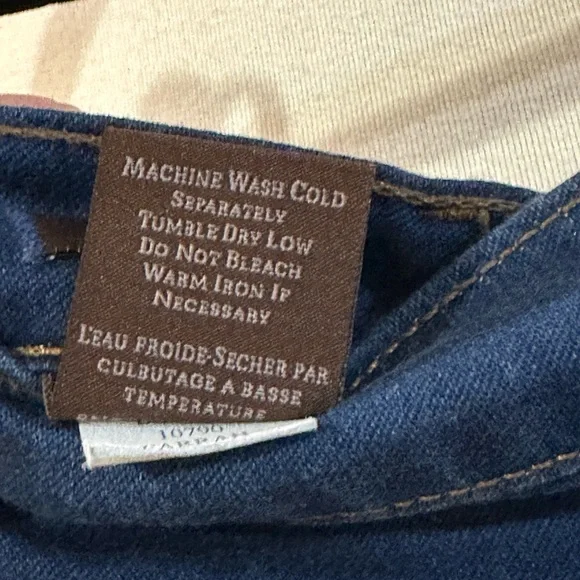 MACHINE WASH COLD
SEPARATELY
TUMBLE DRY LOW
DO NOT BLEACH
WARM IRON IF
NECESSARY
L'EAU FROIDE-SECHER PAR
CULBUTAGE A BASSE
TEMPERATURE